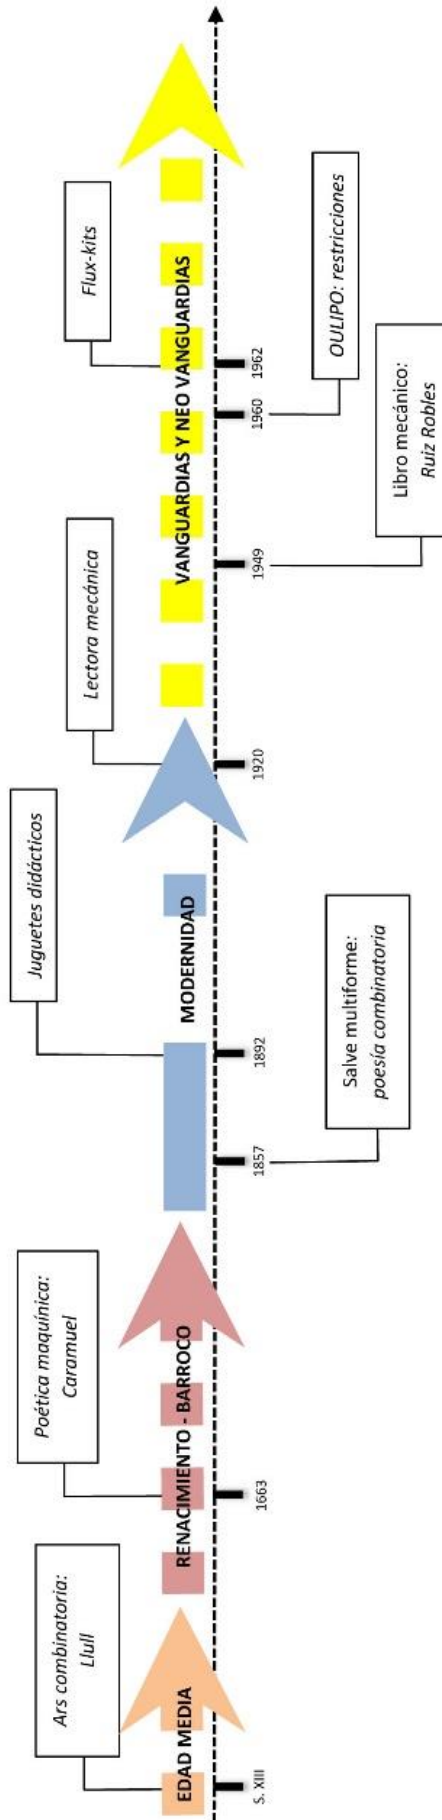 Ars combinatoria:
Llull
EDAD MEDIA
S. XIII
Poética maquínica:
Caramuel
RENACIMIENTO - BARROCO
1663
1857
Salve multiforme:
poesía combinatoria
Juguetes didácticos
1892
MODERNIDAD
Lectora mecánica
1920
VANGUARDIAS Y NEO VANGUARDIAS
1949
Libro mecánico:
Ruiz Robles
1960
OULIPO: restricciones
Flux-kits
1962